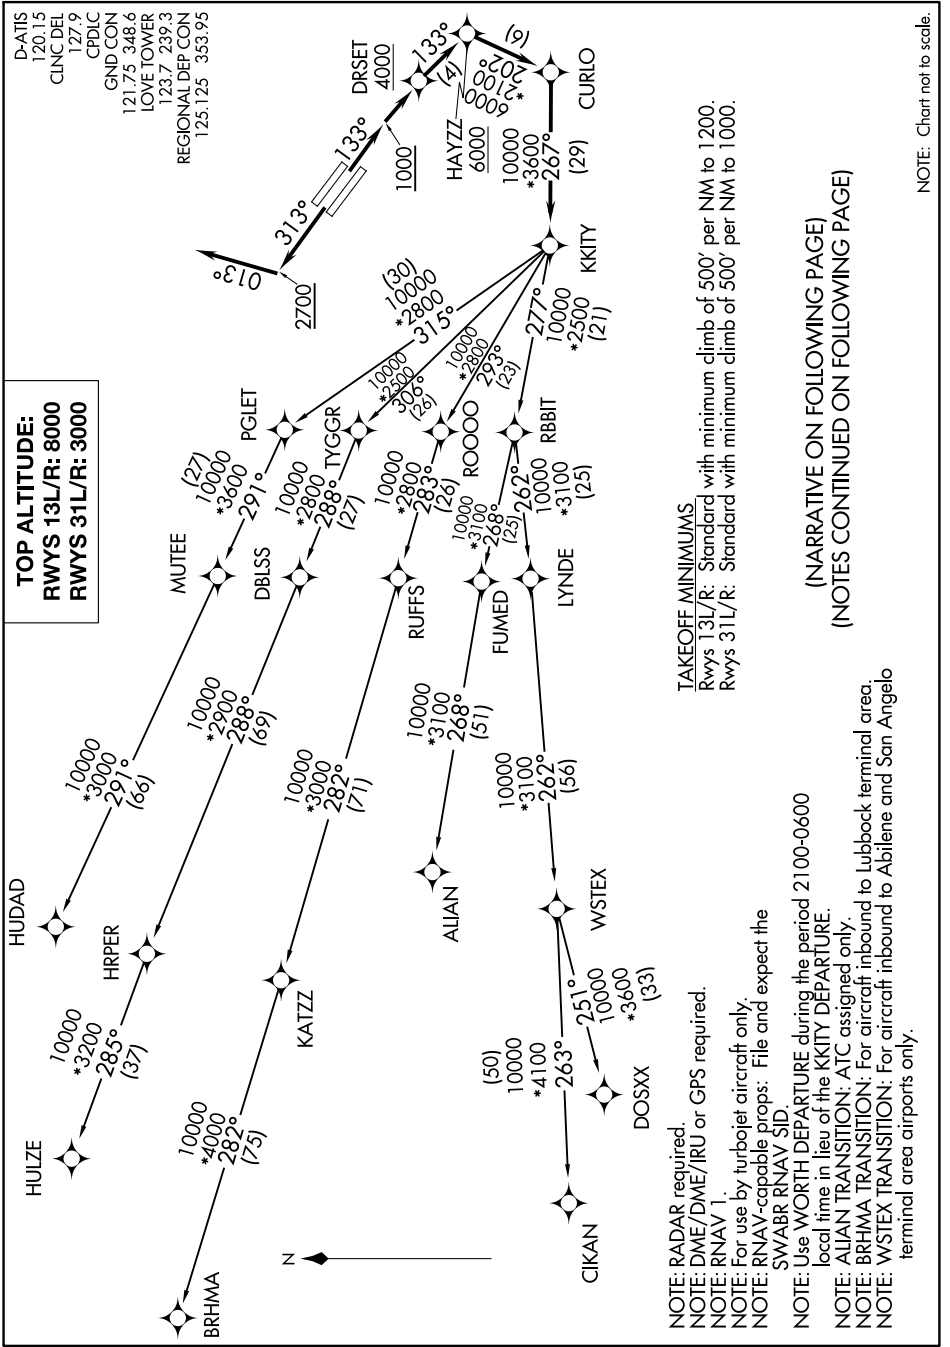 TOP ALTITUDE:
RWYS 13L/R: 8000
RWYS 31L/R: 3000
D-ATIS
120.15
CLNC DEL
127.9
CPDLC
GND CON
121.75 348.6
LOVE TOWER
123.7 239.3
REGIONAL DEP CON
125.125 353.95
013°
2700
313°
133°
1000
DRSET
4000
133°
(4)
HAYZZ
6000
(9)
202°
*2100
6000
CURLO
10000
*3600
267°
(29)
KKITY
(30)
10000
*2800
315°
10000
*2500
306°
(26)
10000
*2800
293°
(23)
277°
10000
*2500
(21)
PGLET
TYGGR
ROOOO
RBBIT
(27)
10000
*3600
291°
10000
*2800
288°
(27)
10000
*2800
283°
(26)
10000
*3100
268°
(25)
262°
10000
*3100
(25)
MUTEE
DBLSS
RUFFS
FUMED
LYNDE
10000
*3000
291°
(66)
10000
*2900
288°
(69)
10000
*3000
282°
(71)
10000
*3100
268°
(51)
10000
*3100
262°
(56)
HUDAD
HRPER
KATZZ
ALIAN
WSTEX
10000
*3200
285°
(37)
10000
*4000
282°
(75)
(50)
10000
*4100
263°
251°
10000
*3600
(33)
HULZE
BRHMA
CIKAN
DOSXX
N
TAKEOFF MINIMUMS
Rwys 13L/R: Standard with minimum climb of 500' per NM to 1200.
Rwys 31L/R: Standard with minimum climb of 500' per NM to 1000.
NOTE: RADAR required.
NOTE: DME/DME/IRU or GPS required.
NOTE: RNAV 1.
NOTE: For use by turbojet aircraft only.
NOTE: RNAV-capable props: File and expect the
SWABR RNAV SID.
NOTE: Use WORTH DEPARTURE during the period 2100-0600
local time in lieu of the KKITY DEPARTURE.
NOTE: ALIAN TRANSITION: ATC assigned only.
NOTE: BRHMA TRANSITION: For aircraft inbound to Lubbock terminal area.
NOTE: WSTEX TRANSITION: For aircraft inbound to Abilene and San Angelo
terminal area airports only.
(NARRATIVE ON FOLLOWING PAGE)
(NOTES CONTINUED ON FOLLOWING PAGE)
NOTE: Chart not to scale.